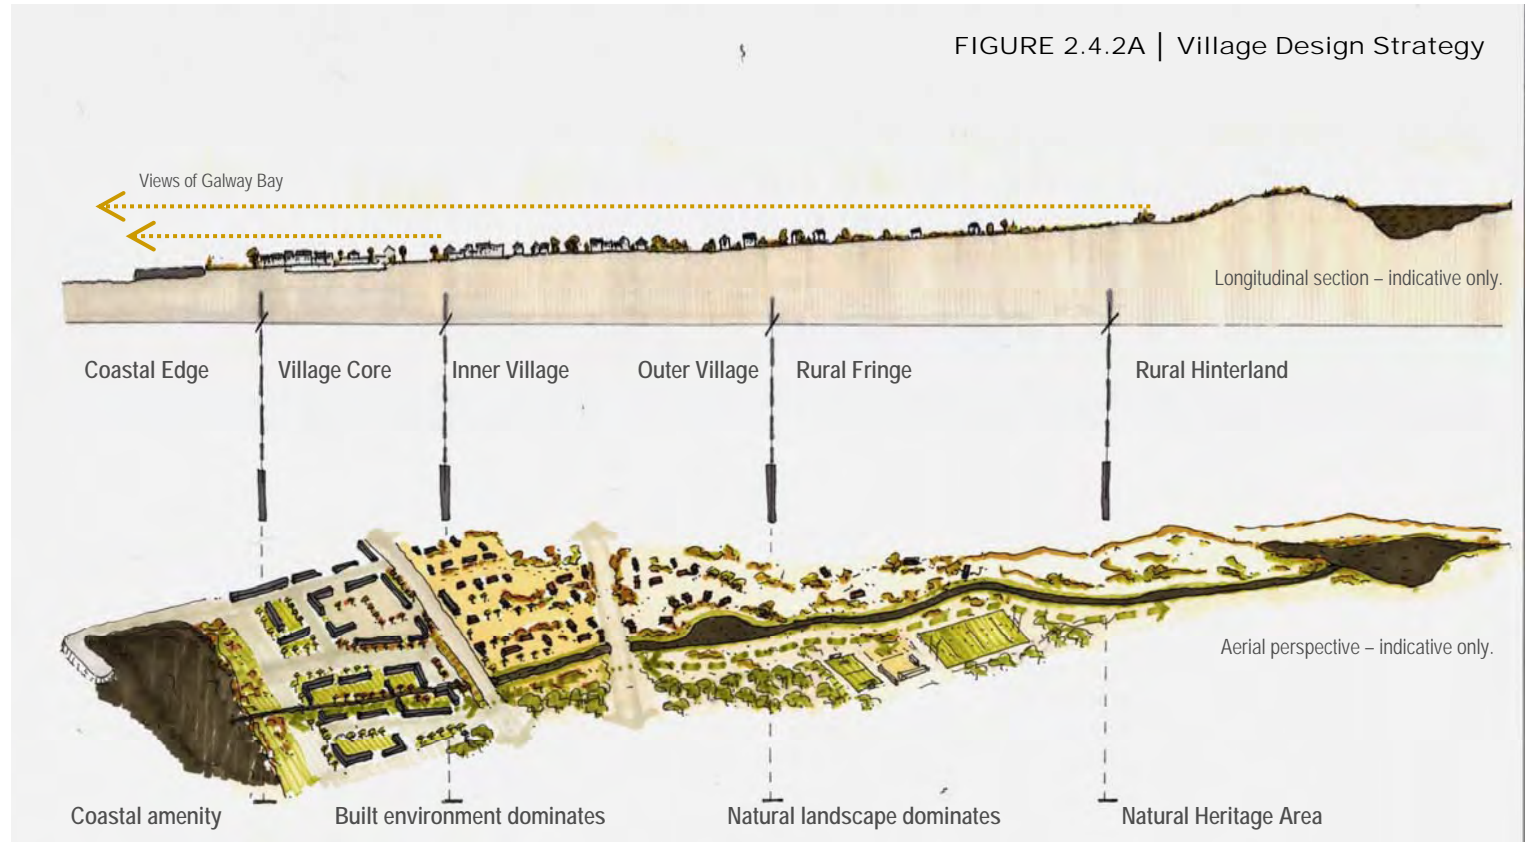 FIGURE 2.4.2A | Village Design Strategy
Views of Galway Bay
Longitudinal section – indicative only.
Coastal Edge Village Core Inner Village Outer Village Rural Fringe Rural Hinterland
Aerial perspective – indicative only.
Coastal amenity Built environment dominates Natural landscape dominates Natural Heritage Area